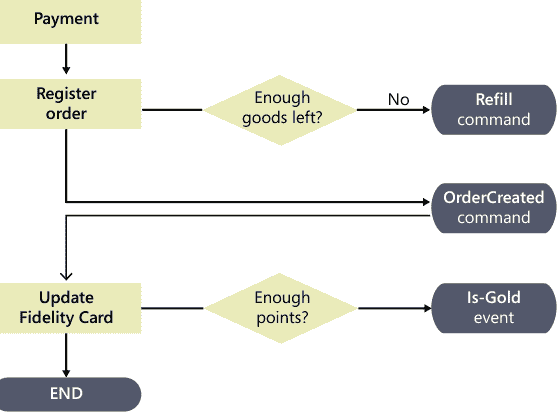 Payment
Register
order
Enough
goods left?
No
Refill
command
OrderCreated
command
Update
Fidelity Card
Enough
points?
Is-Gold
event
END